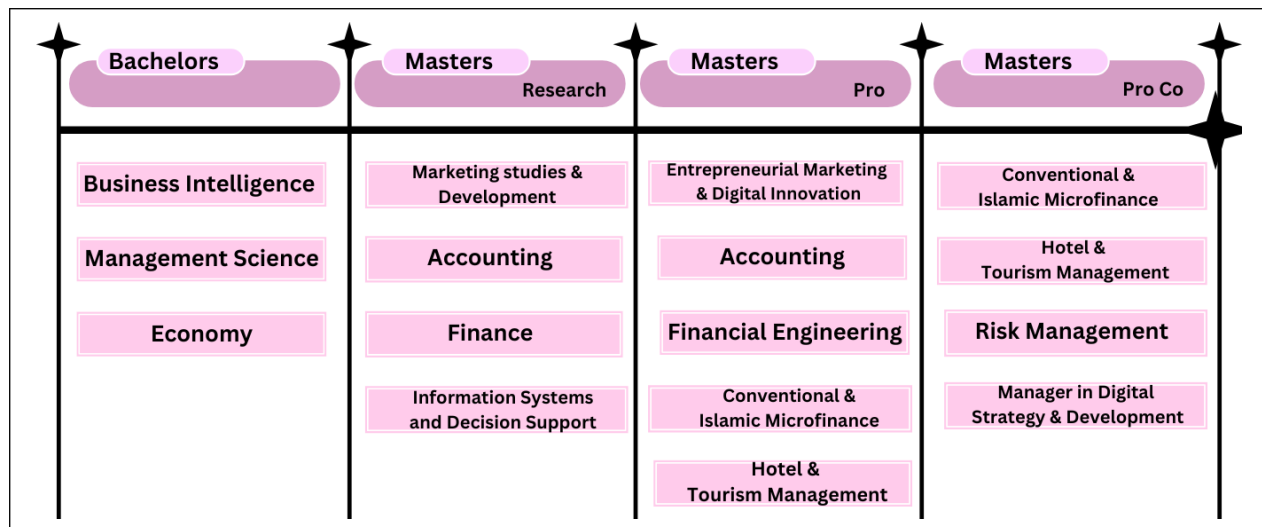 Bachelors
Masters
Research
Masters
Pro
Masters
Pro Co
Business Intelligence
Management Science
Economy
Marketing studies &
Development
Accounting
Finance
Information Systems
and Decision Support
Entrepreneurial Marketing
& Digital Innovation
Accounting
Financial Engineering
Conventional &
Islamic Microfinance
Hotel &
Tourism Management
Conventional &
Islamic Microfinance
Hotel &
Tourism Management
Risk Management
Manager in Digital
Strategy & Development